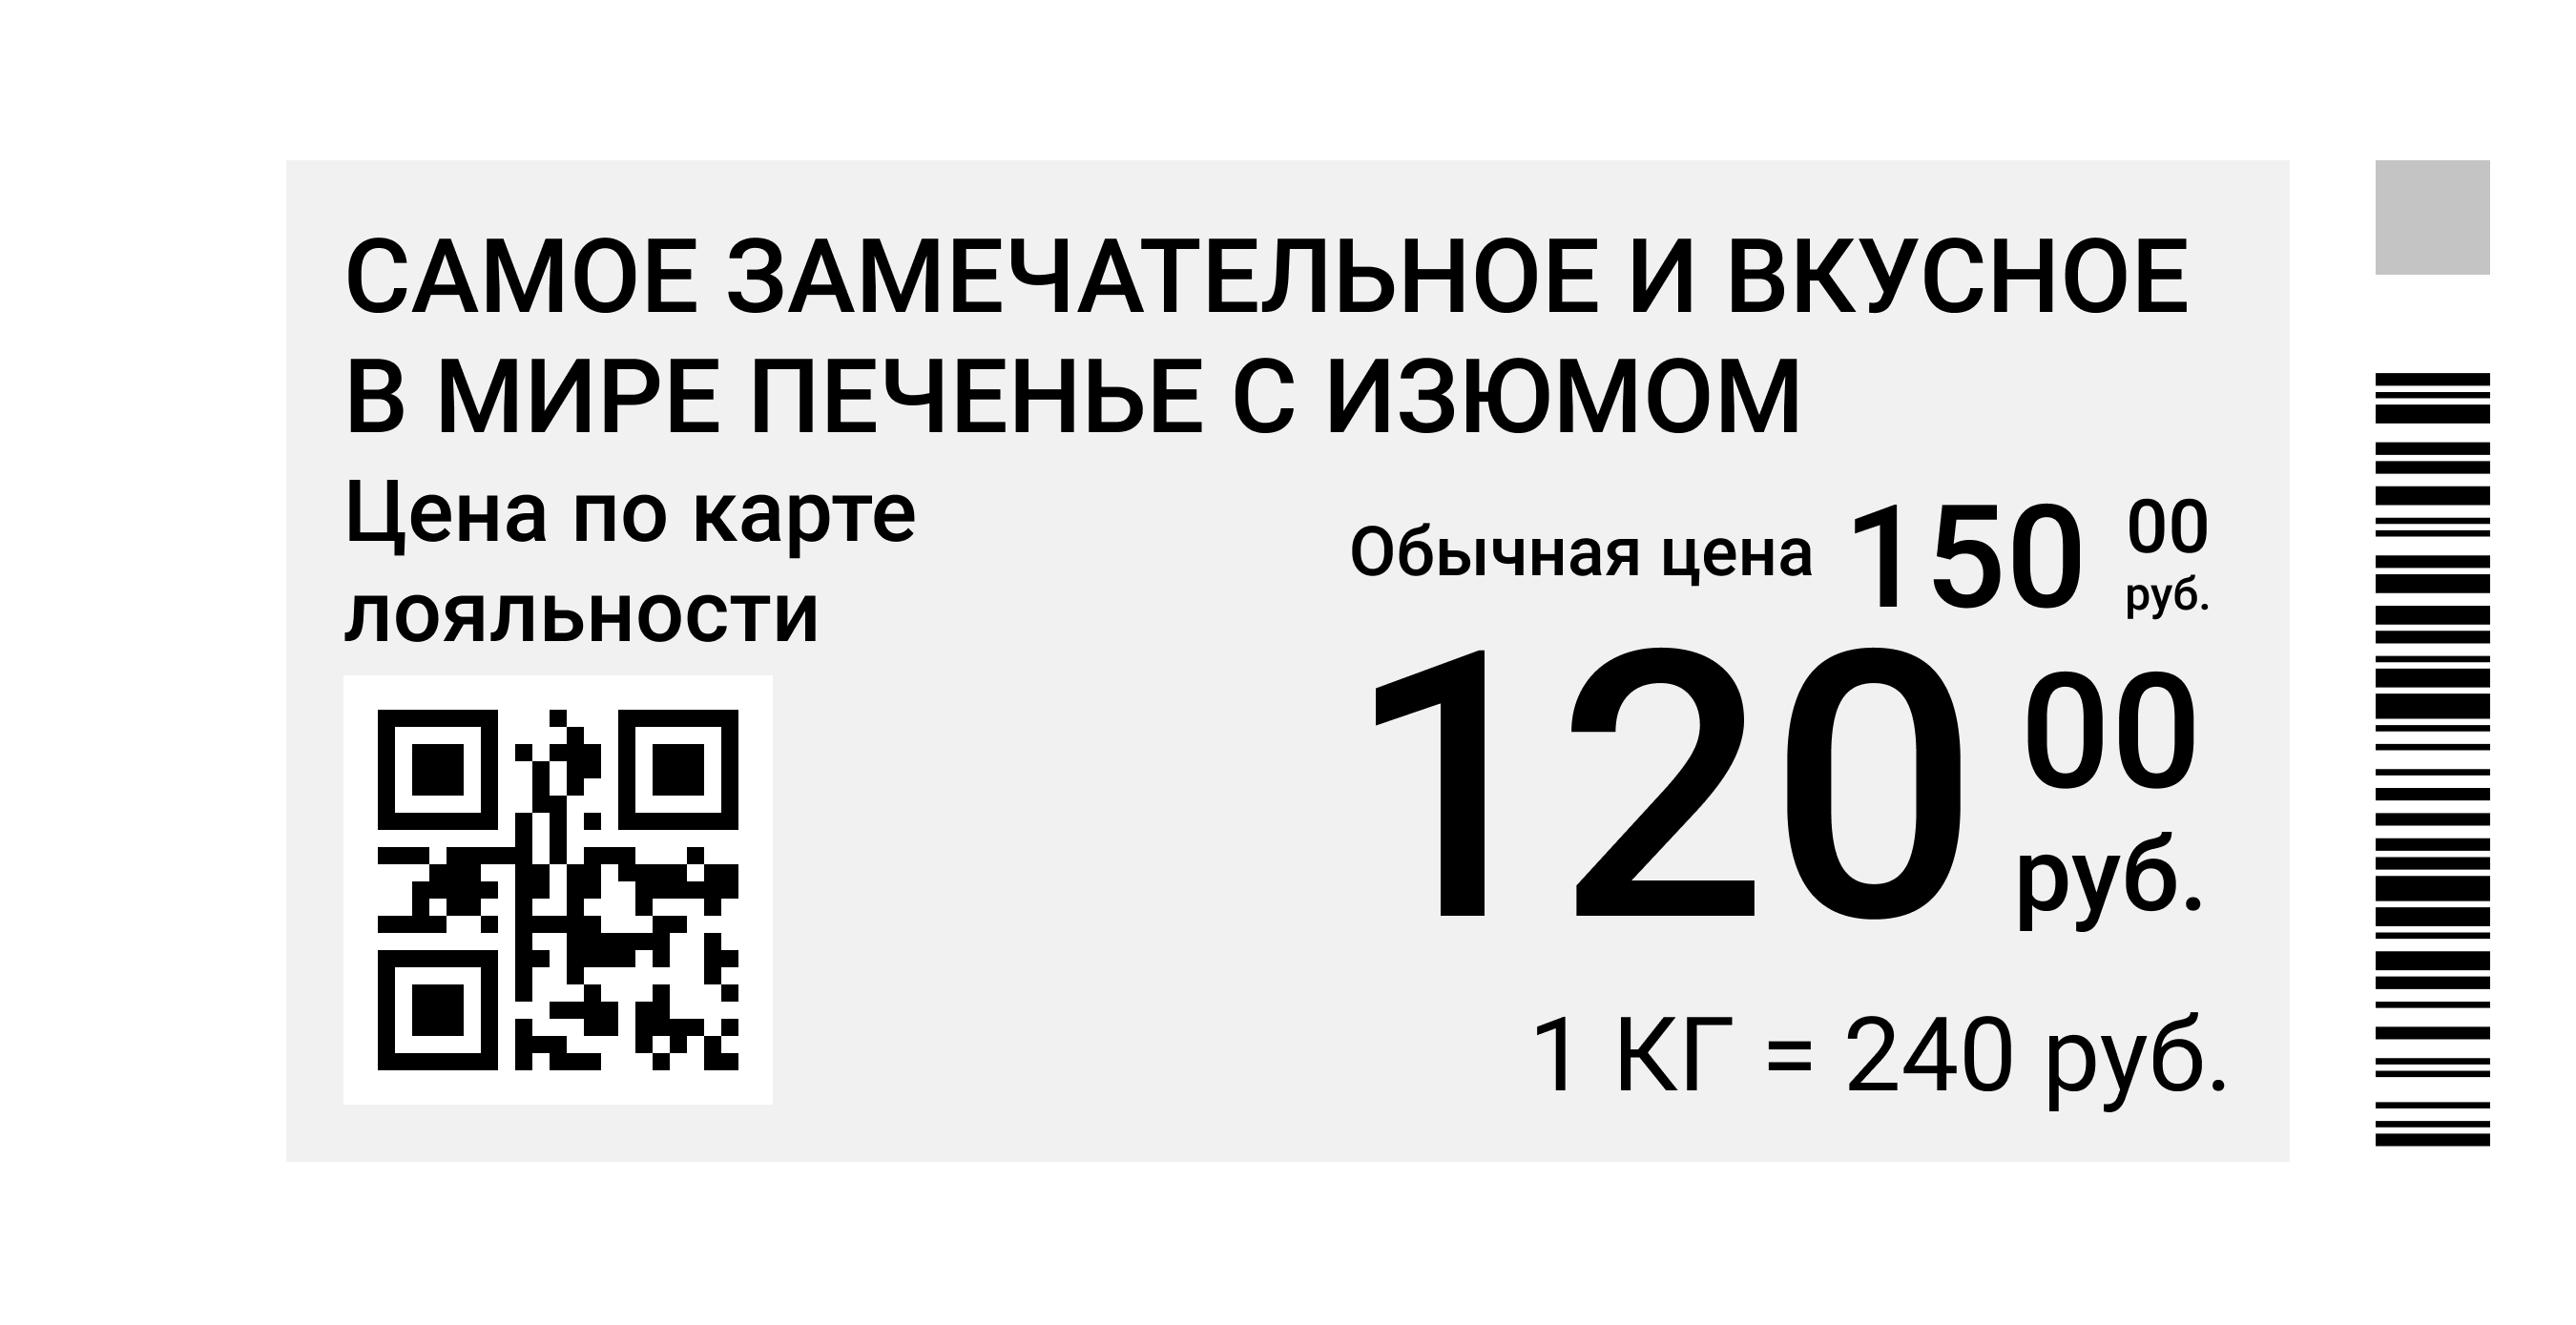 САМОЕ ЗАМЕЧАТЕЛЬНОЕ И ВКУСНОЕ
В МИРЕ ПЕЧЕНЬЕ С ИЗЮМОМ
Цена по карте
лояльности
Обычная цена 150 00
руб.
120 00
руб.
1 КГ = 240 руб.